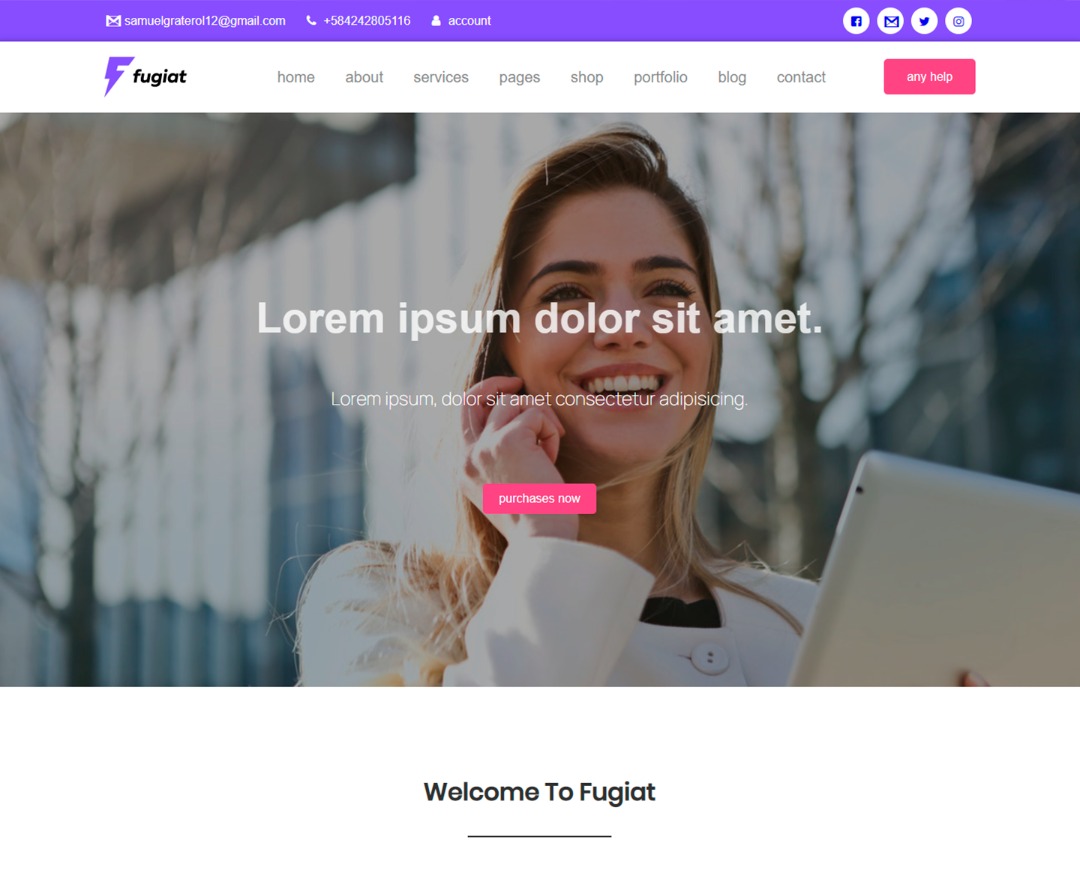 samuelgraterol12@gmail.com +584242805116 account
fugiat home about services pages shop portfolio blog contact any help
Lorem ipsum dolor sit amet.
Lorem ipsum, dolor sit amet consectetur adipisicing.
purchases now
Welcome To Fugiat